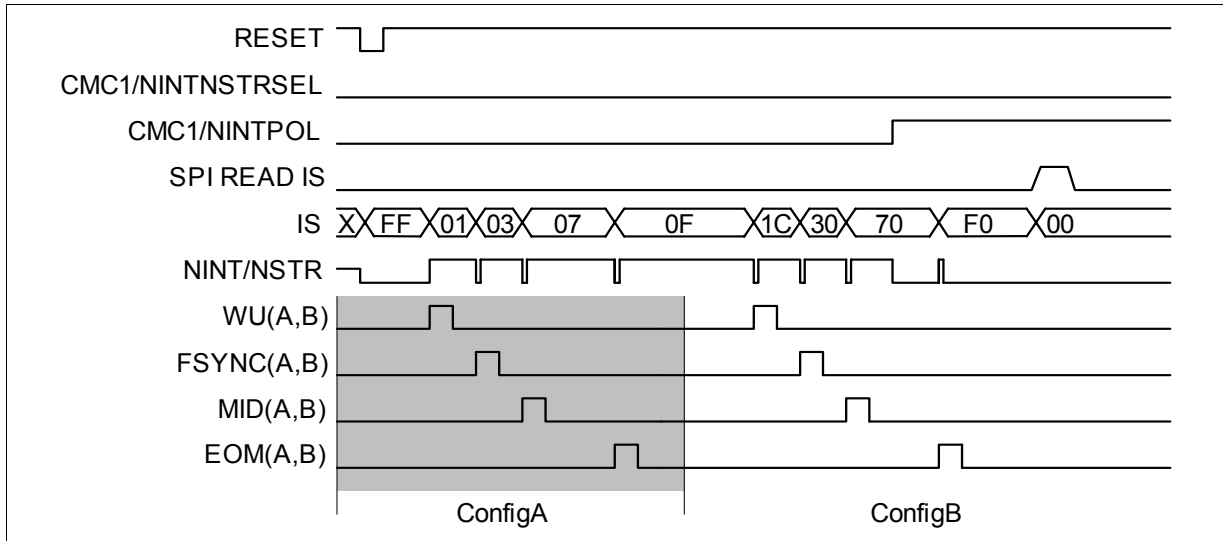 RESET
CMC1/NINTNSTRSEL
CMC1/NINTPOL
SPI READ IS
IS X FF 01 03 07 0F 1C 30 70 F0 00
NINT/NSTR
WU(A,B)
FSYNC(A,B)
MID(A,B)
EOM(A,B)
ConfigA ConfigB